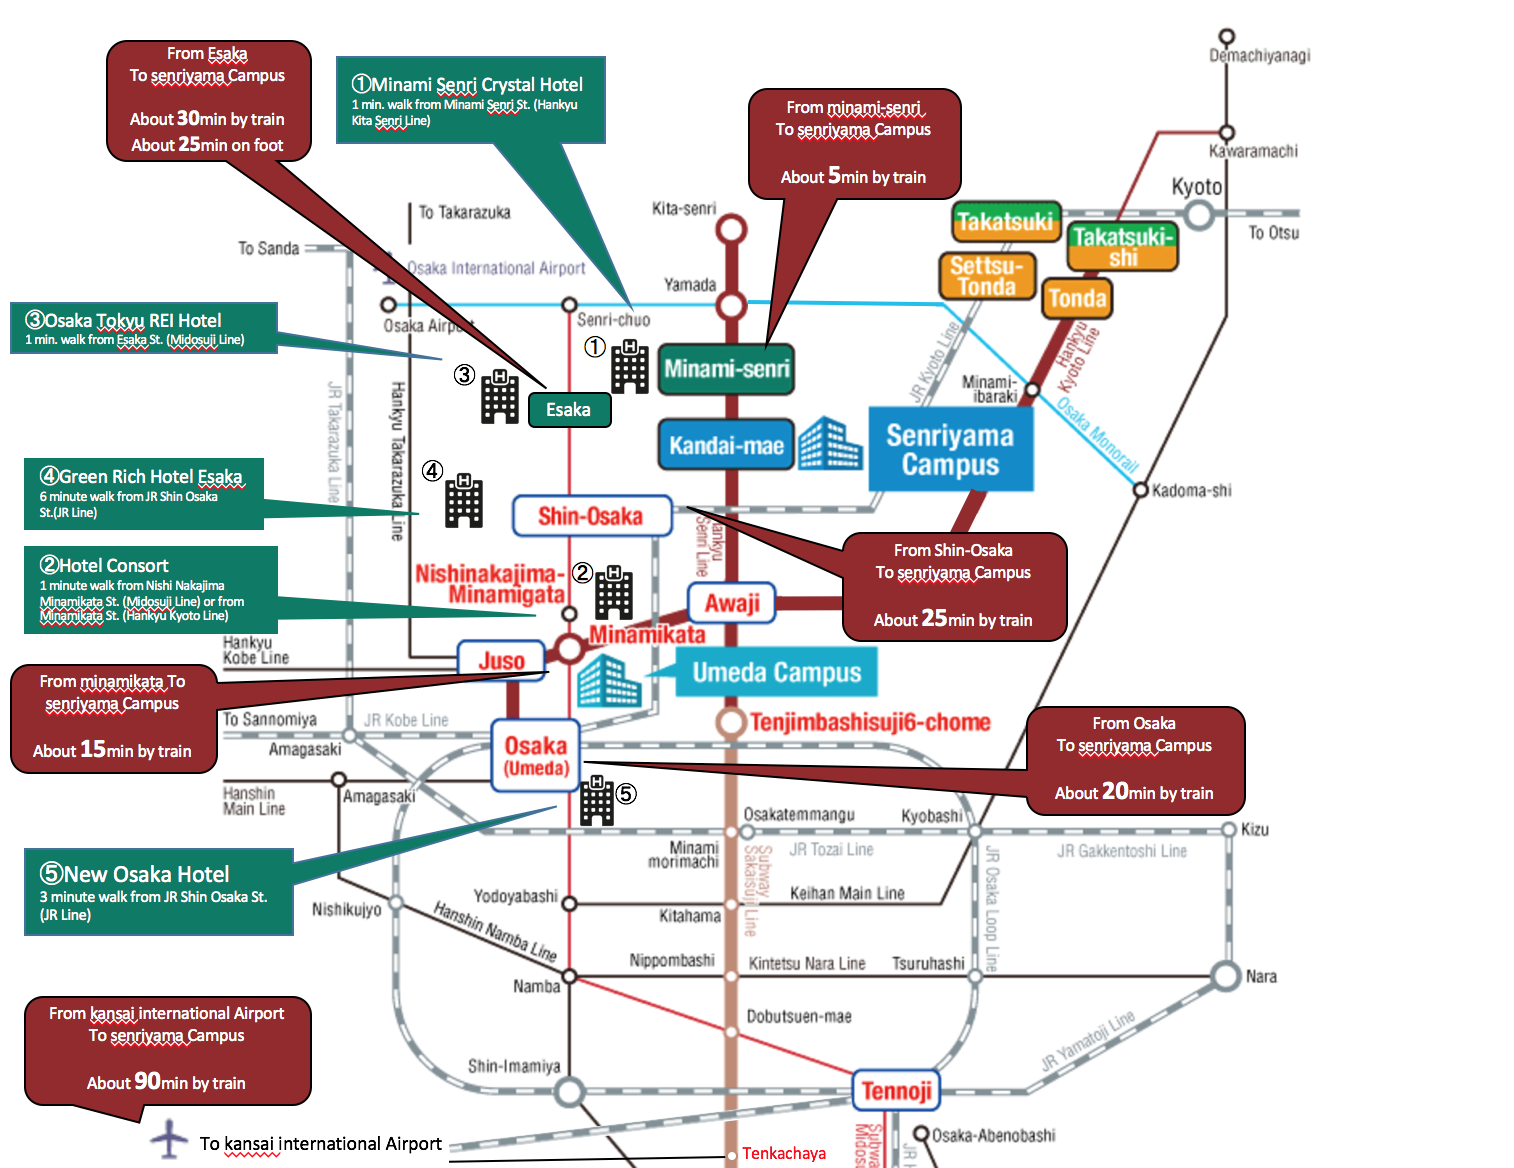 From Esaka
To senriyama Campus
About 30min by train
About 25min on foot
①Minami Senri Crystal Hotel
1 min. walk from Minami Senri St. (Hankyu
Kita Senri Line)
From minami-senri
To senriyama Campus
About 5min by train
Demachiyanagi
Kawaramachi
Kyoto
To Otsu
Takatsuki
Takatsuki-
shi
Settsu-
Tonda
Tonda
Kita-senri
To Takarazuka
To Sanda
Osaka International Airport
Yamada
Osaka Airport
Senri-chuo
③Osaka Tokyu REI Hotel
1 min. walk from Esaka St. (Midosuji Line)
①
③
Esaka
Minami-senri
Kandai-mae
Senriyama
Campus
JR Kyoto Line
Hankyu
Kyoto Line
Minami-
ibaraki
Osaka Monorail
Kadoma-shi
JR Takarazuka Line
Hankyu Takarazuka Line
④Green Rich Hotel Esaka
6 minute walk from JR Shin Osaka
St.(JR Line)
④
Shin-Osaka
Hankyu
Senri Line
From Shin-Osaka
To senriyama Campus
About 25min by train
②Hotel Consort
1 minute walk from Nishi Nakajima
Minamikata St. (Midosuji Line) or from
Minamikata St. (Hankyu Kyoto Line)
Nishinakajima-
Minamigata
②
Awaji
Minamikata
Hankyu
Kobe Line
Juso
Umeda Campus
From minamikata To
senriyama Campus
About 15min by train
To Sannomiya
JR Kobe Line
Amagasaki
Osaka
(Umeda)
Tenjimbashisuji6-chome
From Osaka
To senriyama Campus
About 20min by train
Hanshin
Main Line
Amagasaki
⑤
Osakatemmangu
Kyobashi
Kizu
Minami
morimachi
JR Tozai Line
JR Gakkentoshi Line
Subway
Sakaisuji Line
JR Osaka Loop Line
⑤New Osaka Hotel
3 minute walk from JR Shin Osaka St.
(JR Line)
Nishikujyo
Hanshin Namba Line
Yodoyabashi
Kitahama
Keihan Main Line
Nippombashi
Kintetsu Nara Line
Tsuruhashi
Nara
Namba
Dobutsuen-mae
JR Yamatoji Line
From kansai international Airport
To senriyama Campus
About 90min by train
Shin-Imamiya
Tennoji
To kansai international Airport
Tenkachaya
Osaka-Abenobashi